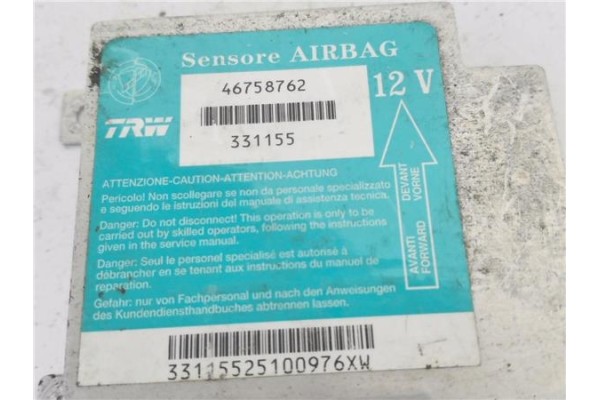 Sensore AIRBAG
46758762
12 V
TRW
331155
ATTENZIONE-CAUTION-ATTENTION-ACHTUNG
Pericolo! Non scollegare se non da personale specializzato
e seguendo le istruzioni del manuale di assistenza tecnica.
Danger: Do not disconnect! This operation is only to be
carried out by skilled operators, following the instructions
given in the service manual.
Danger: Seul le personel spécialisé est autorisé à
débrancher en se tenant aux instructions du manuel de
reparation.
Gefahr: nur von Fachpersonal und nach den Anweisungen
des Kundendiensthandbuches abtrennen lassen.
AVANTI DEVANT
FORWARD VORNE
33115525100976XW